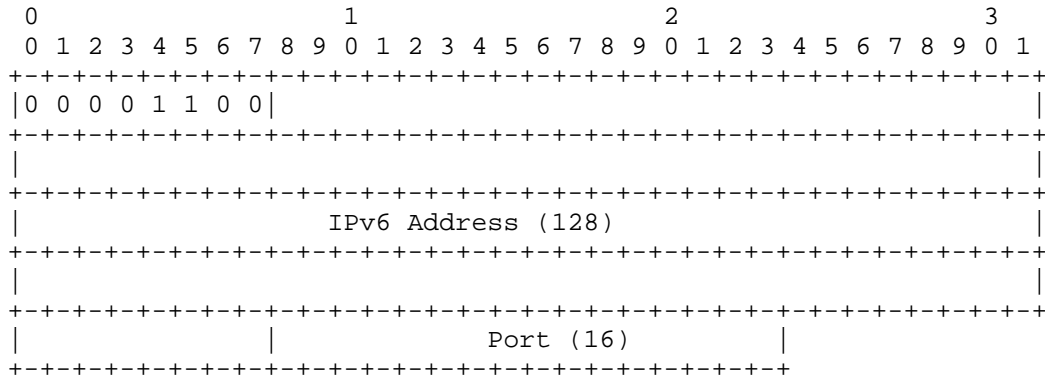 0                   1                   2                   3
 0 1 2 3 4 5 6 7 8 9 0 1 2 3 4 5 6 7 8 9 0 1 2 3 4 5 6 7 8 9 0 1
+-+-+-+-+-+-+-+-+-+-+-+-+-+-+-+-+-+-+-+-+-+-+-+-+-+-+-+-+-+-+-+-+
|0 0 0 0 1 1 0 0|                                               |
+-+-+-+-+-+-+-+-+-+-+-+-+-+-+-+-+-+-+-+-+-+-+-+-+-+-+-+-+-+-+-+-+
|                                                               |
+-+-+-+-+-+-+-+-+-+-+-+-+-+-+-+-+-+-+-+-+-+-+-+-+-+-+-+-+-+-+-+-+
|                   IPv6 Address (128)                          |
+-+-+-+-+-+-+-+-+-+-+-+-+-+-+-+-+-+-+-+-+-+-+-+-+-+-+-+-+-+-+-+-+
|                                                               |
+-+-+-+-+-+-+-+-+-+-+-+-+-+-+-+-+-+-+-+-+-+-+-+-+-+-+-+-+-+-+-+-+
|               |             Port (16)         |
+-+-+-+-+-+-+-+-+-+-+-+-+-+-+-+-+-+-+-+-+-+-+-+-+